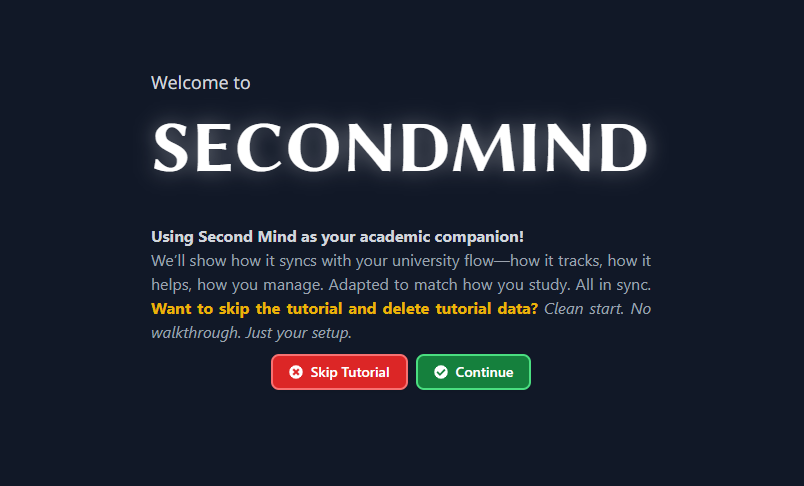 Welcome to
SECONDMIND
Using Second Mind as your academic companion!
We'll show how it syncs with your university flow—how it tracks, how it
helps, how you manage. Adapted to match how you study. All in sync.
Want to skip the tutorial and delete tutorial data? Clean start. No
walkthrough. Just your setup.
Skip Tutorial
Continue